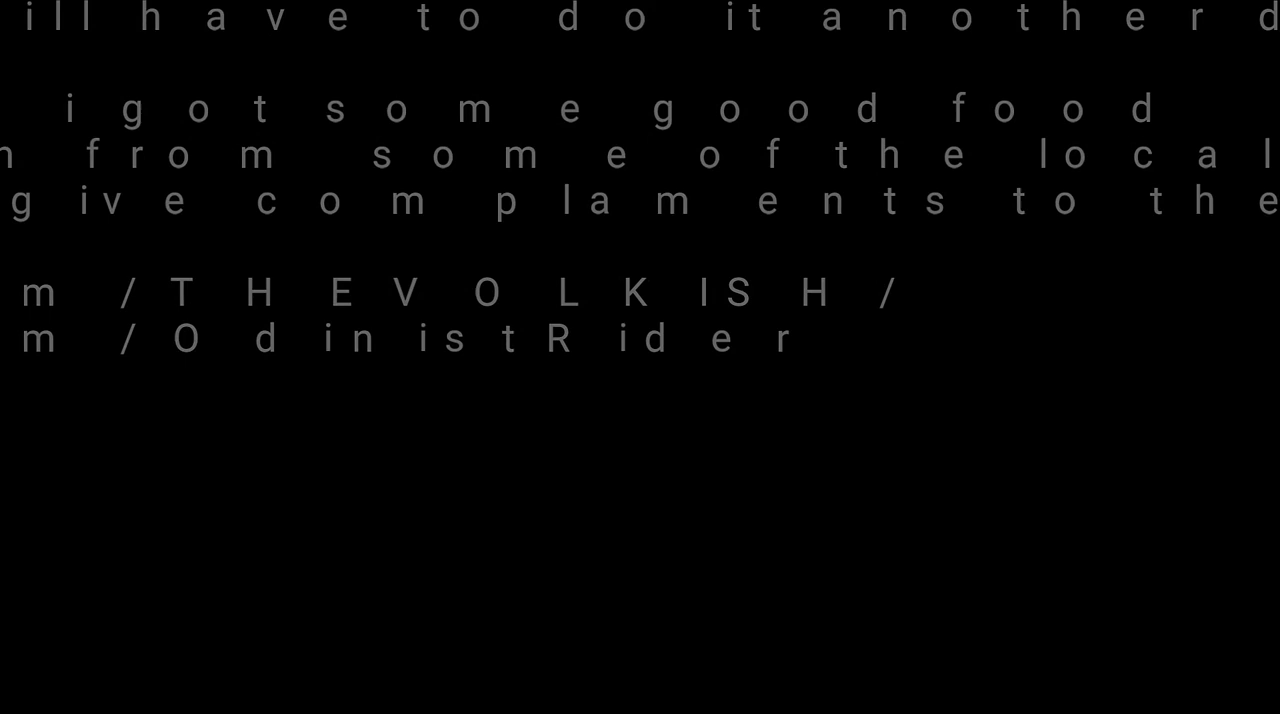 ill have to do it another d
i got some good food
n from some of the local
give complaments to the
m/THEVOLKISH/
m/OdinistRider